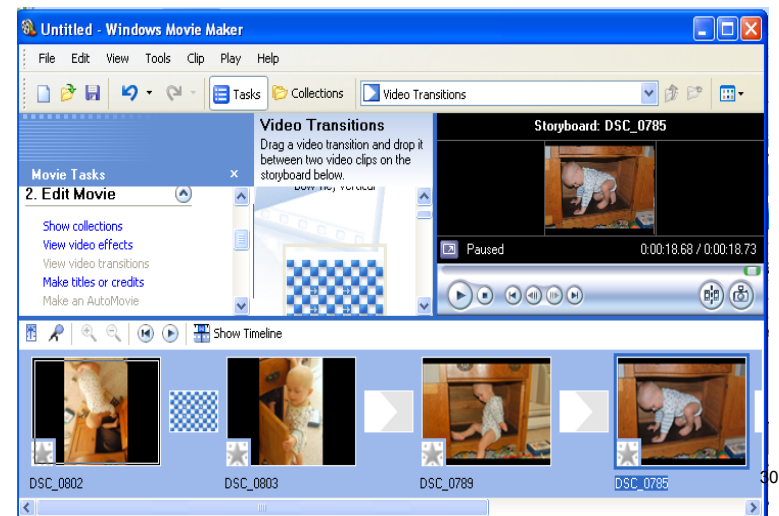 Untitled - Windows Movie Maker
File Edit View Tools Clip Play Help
Tasks Collections Video Transitions
Video Transitions
Drag a video transition and drop it
between two video clips on the
storyboard below.
Storyboard: DSC_0785
Movie Tasks x
2. Edit Movie
Show collections
View video effects
View video transitions
Make titles or credits
Make an AutoMovie
Bow Tie, Vertical
Paused 0:00:18.68 / 0:00:18.73
Show Timeline
DSC_0802 DSC_0803 DSC_0789 DSC_0785
30